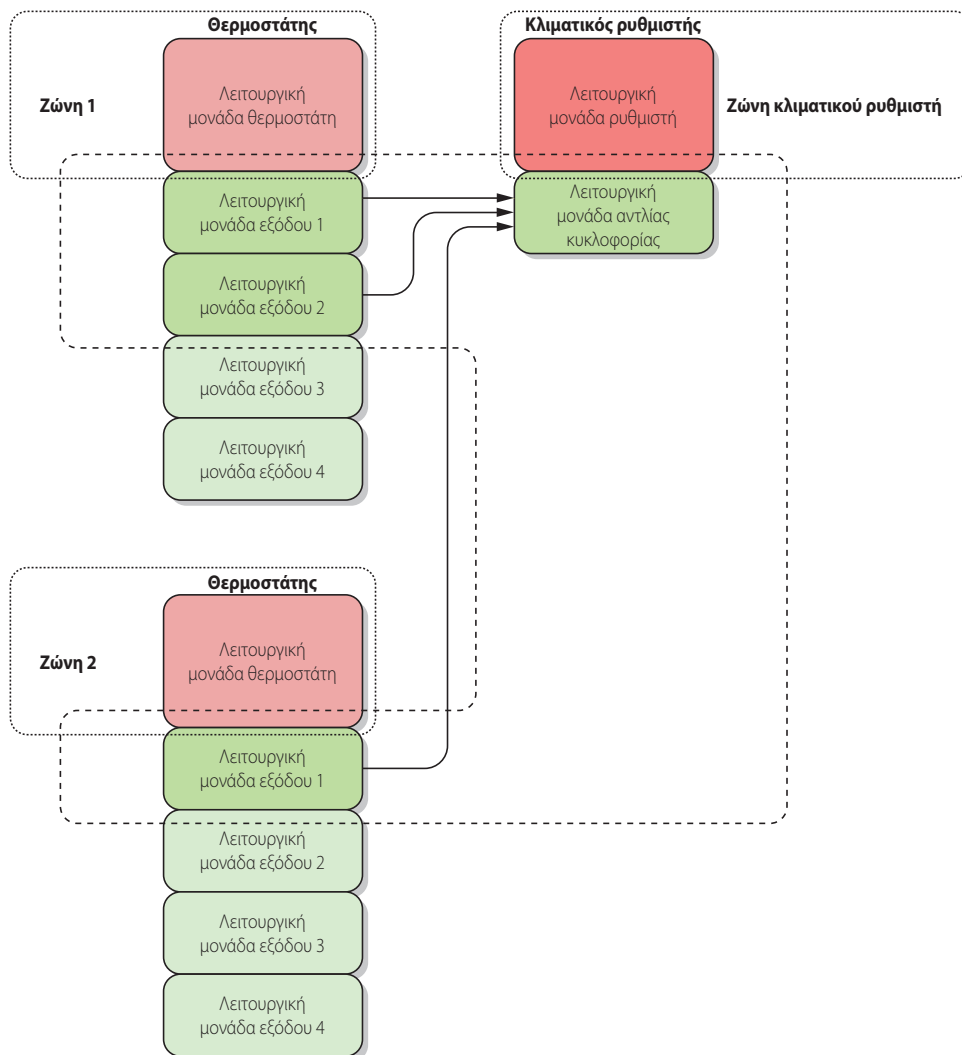 Θερμοστάτης
Λειτουργική
μονάδα θερμοστάτη
Ζώνη 1
Λειτουργική
μονάδα εξόδου 1
Λειτουργική
μονάδα εξόδου 2
Λειτουργική
μονάδα εξόδου 3
Λειτουργική
μονάδα εξόδου 4
Κλιματικός ρυθμιστής
Λειτουργική
μονάδα ρυθμιστή
Ζώνη κλιματικού ρυθμιστή
Λειτουργική
μονάδα αντλίας
κυκλοφορίας
Θερμοστάτης
Λειτουργική
μονάδα θερμοστάτη
Ζώνη 2
Λειτουργική
μονάδα εξόδου 1
Λειτουργική
μονάδα εξόδου 2
Λειτουργική
μονάδα εξόδου 3
Λειτουργική
μονάδα εξόδου 4